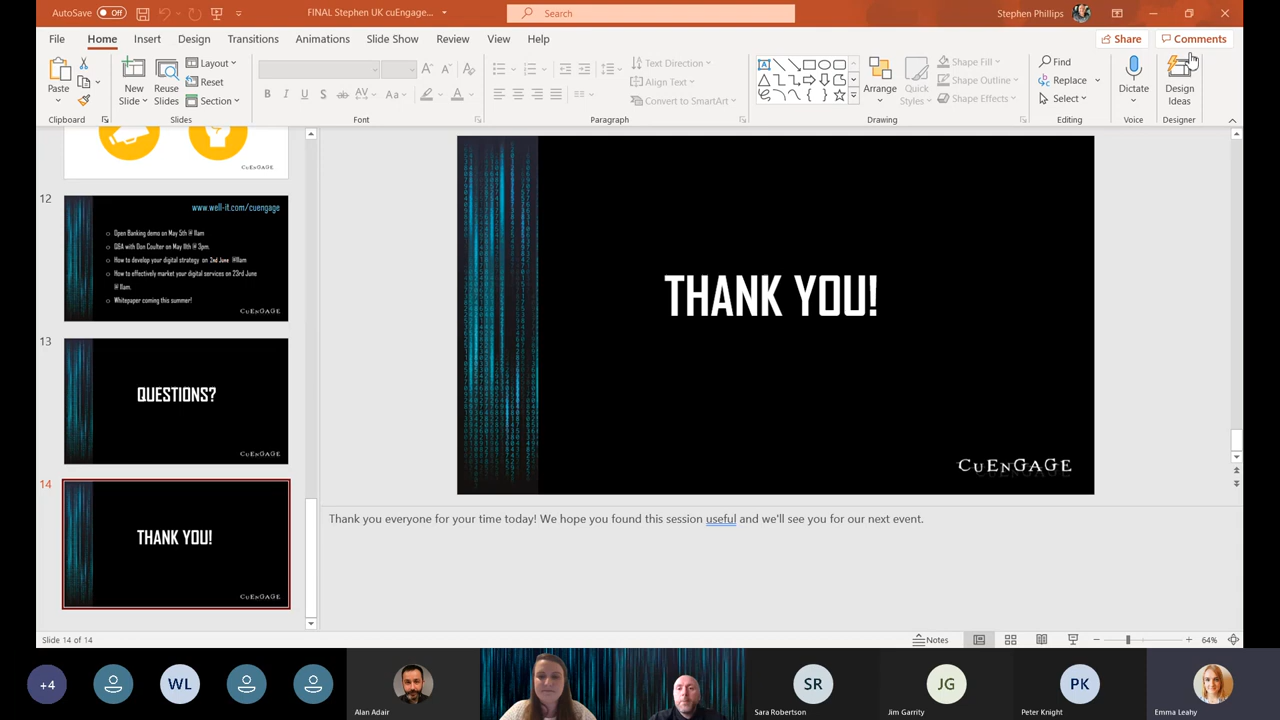 AutoSave Off
FINAL Stephen UK cuEngage...
Search
Stephen Phillips
File
Home
Insert
Design
Transitions
Animations
Slide Show
Review
View
Help
Share
Comments
Paste
New
Slide
Reuse
Slides
Layout
Reset
Section
B I U S ab AV Aa A
Text Direction
Align Text
Convert to SmartArt
Arrange
Quick
Styles
Shape Fill
Shape Outline
Shape Effects
Find
Replace
Select
Dictate
Design
Ideas
Clipboard
Slides
Font
Paragraph
Drawing
Editing
Voice
Designer
CUENGAGE
12
www.well-it.com/cuengage
o Open Banking demo on May 5th @ 11am
o Q&A with Don Coulter on May 11th @ 3pm.
o How to develop your digital strategy on 2nd June @11am
o How to effectively market your digital services on 23rd June
@ 11am.
o Whitepaper coming this summer!
CUENGAGE
13
QUESTIONS?
CUENGAGE
14
THANK YOU!
CUENGAGE
THANK YOU!
CUENGAGE
Thank you everyone for your time today! We hope you found this session useful and we'll see you for our next event.
Slide 14 of 14
Notes
64%
+4
WL
Alan Adair
SR
Sara Robertson
JG
Jim Garrity
PK
Peter Knight
Emma Leahy